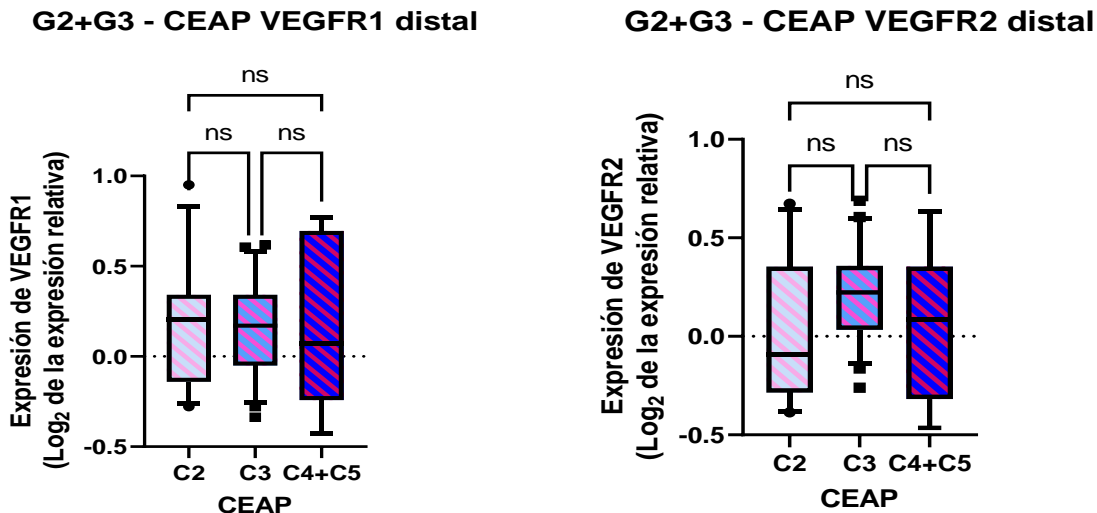 G2+G3 - CEAP VEGFR1 distal
ns
ns ns
Expresión de VEGFR1
(Log₂ de la expresión relativa)
1.0
0.5
0.0
-0.5
C2 C3 C4+C5
CEAP
G2+G3 - CEAP VEGFR2 distal
ns
ns ns
Expresión de VEGFR2
(Log₂ de la expresión relativa)
1.0
0.5
0.0
-0.5
C2 C3 C4+C5
CEAP